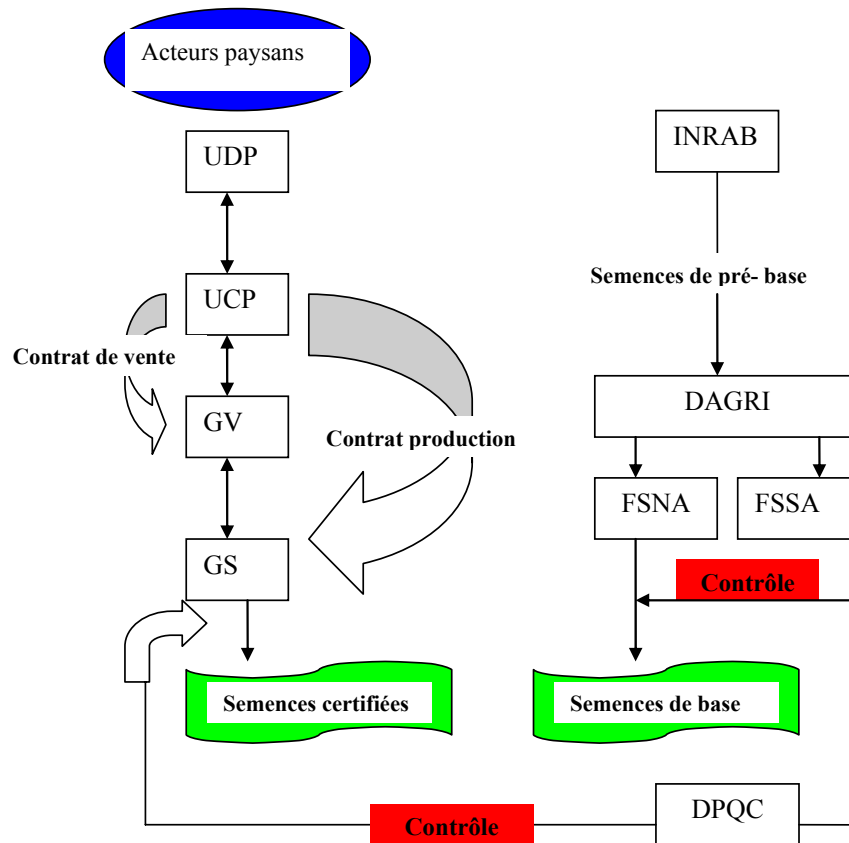 Acteurs paysans
UDP
INRAB
Semences de pré- base
UCP
Contrat de vente
DAGRI
GV
Contrat production
FSNA
FSSA
GS
Contrôle
Semences certifiées
Semences de base
DPQC
Contrôle